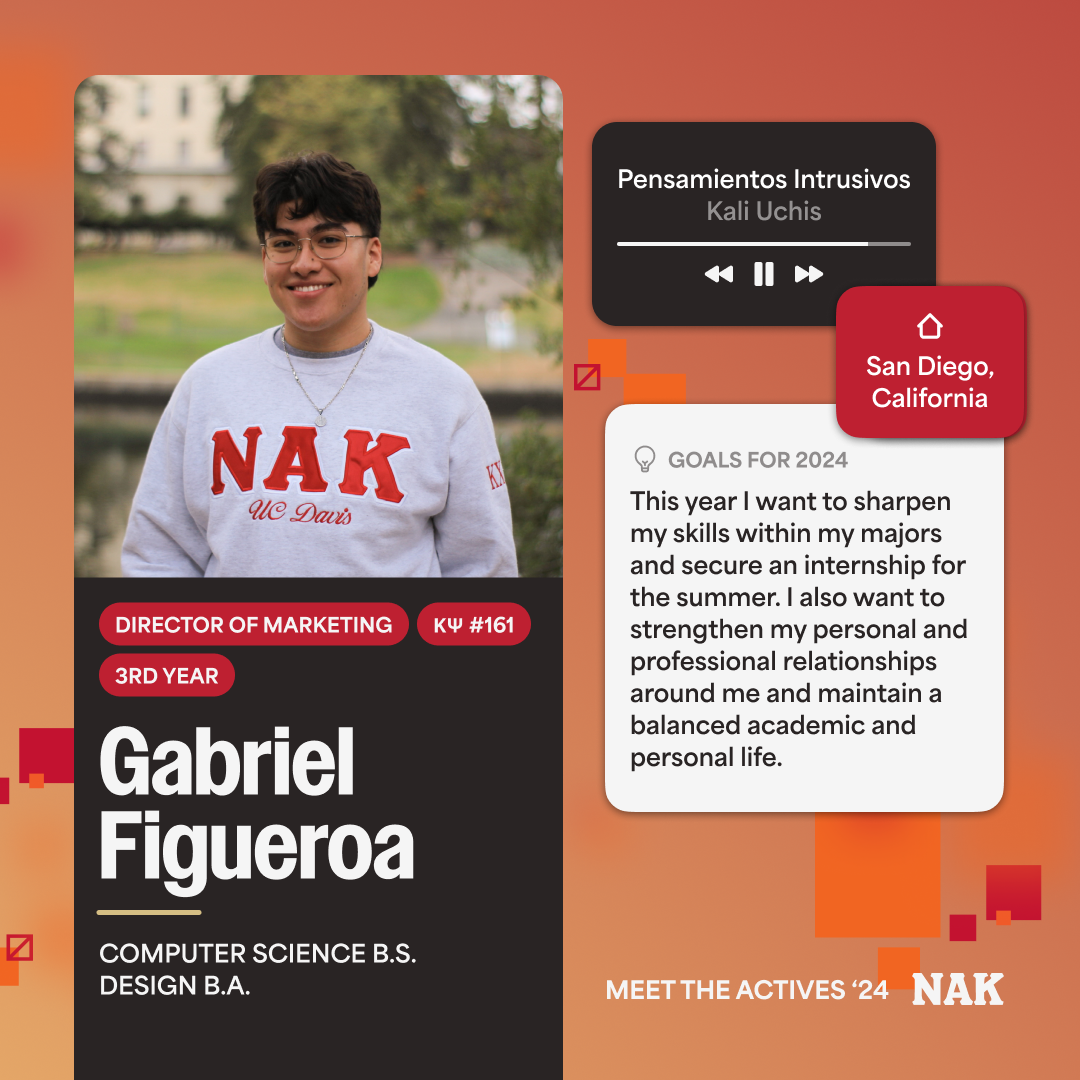 NAK
UC Davis
KX
DIRECTOR OF MARKETING
KΨ #161
3RD YEAR
Gabriel
Figueroa
COMPUTER SCIENCE B.S.
DESIGN B.A.
Pensamientos Intrusivos
Kali Uchis
San Diego,
California
GOALS FOR 2024
This year I want to sharpen
my skills within my majors
and secure an internship for
the summer. I also want to
strengthen my personal and
professional relationships
around me and maintain a
balanced academic and
personal life.
MEET THE ACTIVES ‘24
NAK